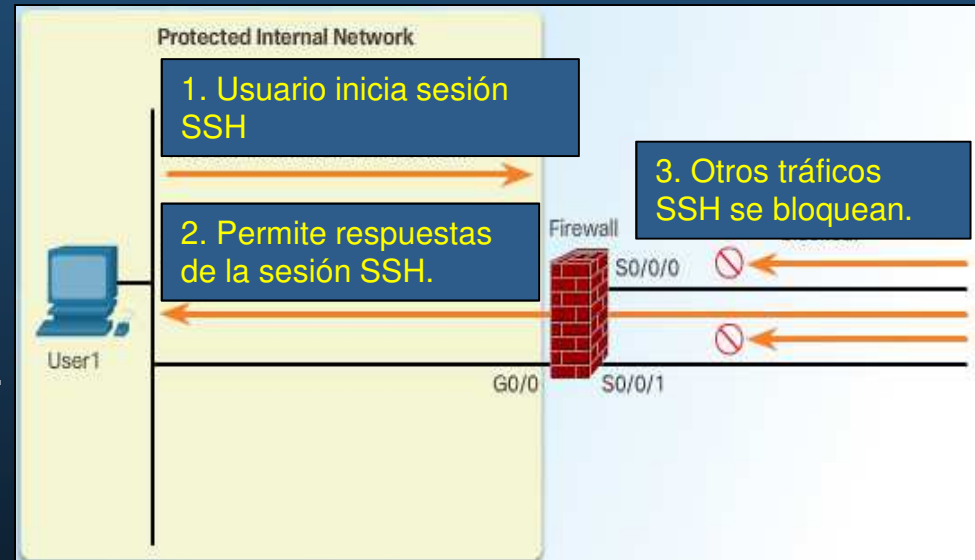 Protected Internal Network
1. Usuario inicia sesión
SSH
2. Permite respuestas
de la sesión SSH.
3. Otros tráficos
SSH se bloquean.
Firewall
S0/0/0
User1
G0/0
S0/0/1